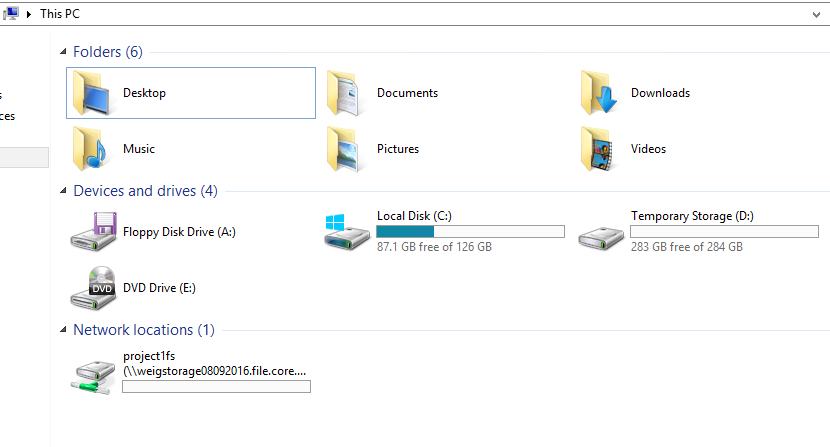 This PC
Folders (6)
Desktop
Documents
Downloads
Music
Pictures
Videos
Devices and drives (4)
Floppy Disk Drive (A:)
Local Disk (C:)
87.1 GB free of 126 GB
Temporary Storage (D:)
283 GB free of 284 GB
DVD
DVD Drive (E:)
Network locations (1)
project1fs
(\\weigstorage08092016.file.core....
s
ces